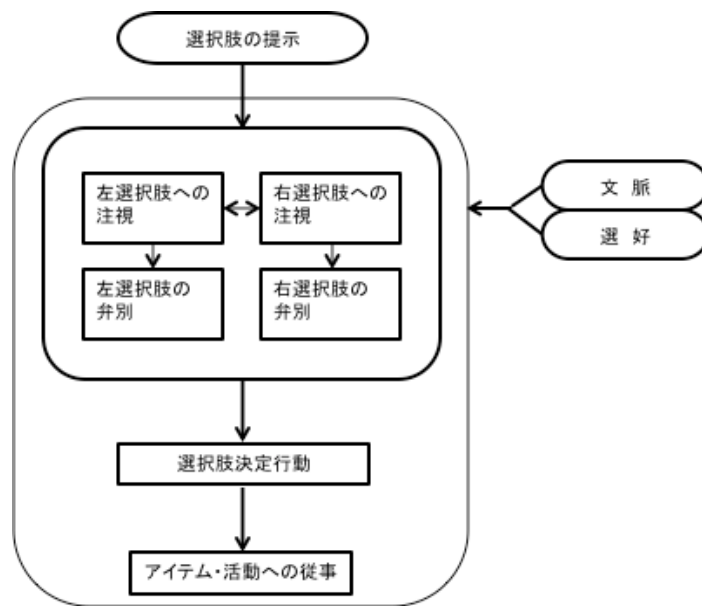 選択肢の提示
左選択肢への
注視
右選択肢への
注視
左選択肢の
弁別
右選択肢の
弁別
文 脈
選 好
選択肢決定行動
アイテム・活動への従事